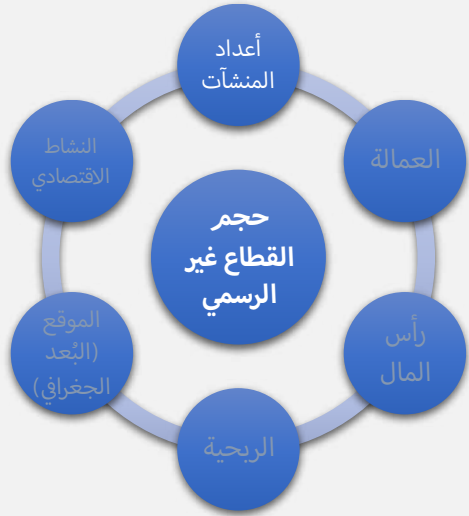 أعداد
المنشآت
العمالة
رأس
المال
الربحية
الموقع
(البُعد
الجغرافي)
النشاط
الاقتصادي
حجم
القطاع غير
الرسمي